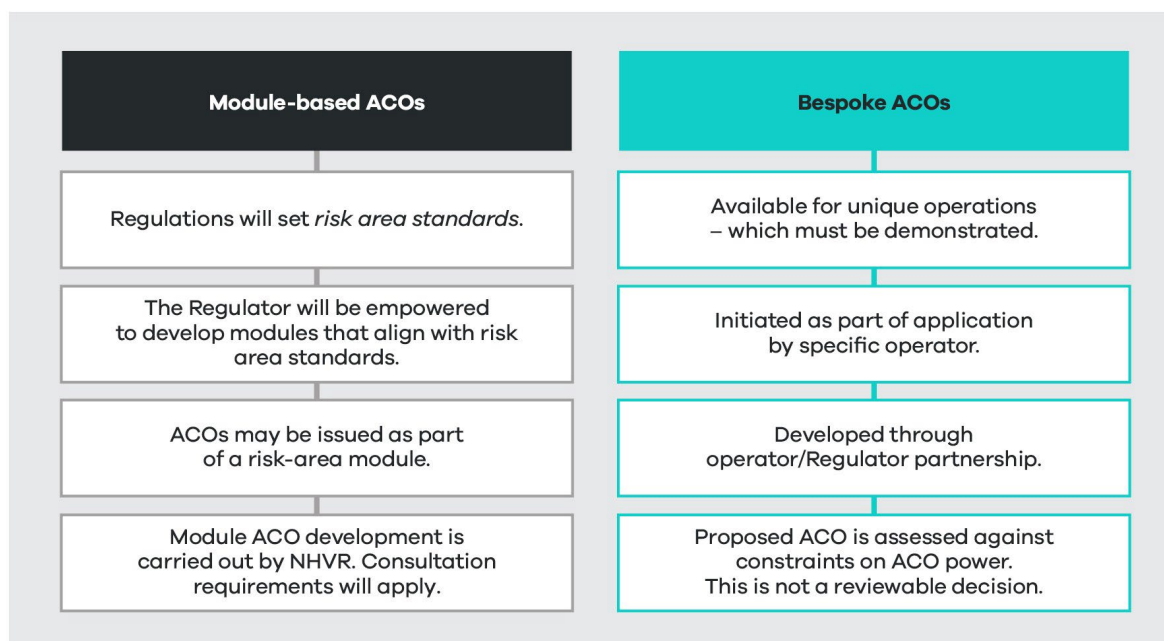 Module-based ACOs
Regulations will set risk area standards.
The Regulator will be empowered
to develop modules that align with risk
area standards.
ACOs may be issued as part
of a risk-area module.
Module ACO development is
carried out by NHVR. Consultation
requirements will apply.
Bespoke ACOs
Available for unique operations
– which must be demonstrated.
Initiated as part of application
by specific operator.
Developed through
operator/Regulator partnership.
Proposed ACO is assessed against
constraints on ACO power.
This is not a reviewable decision.